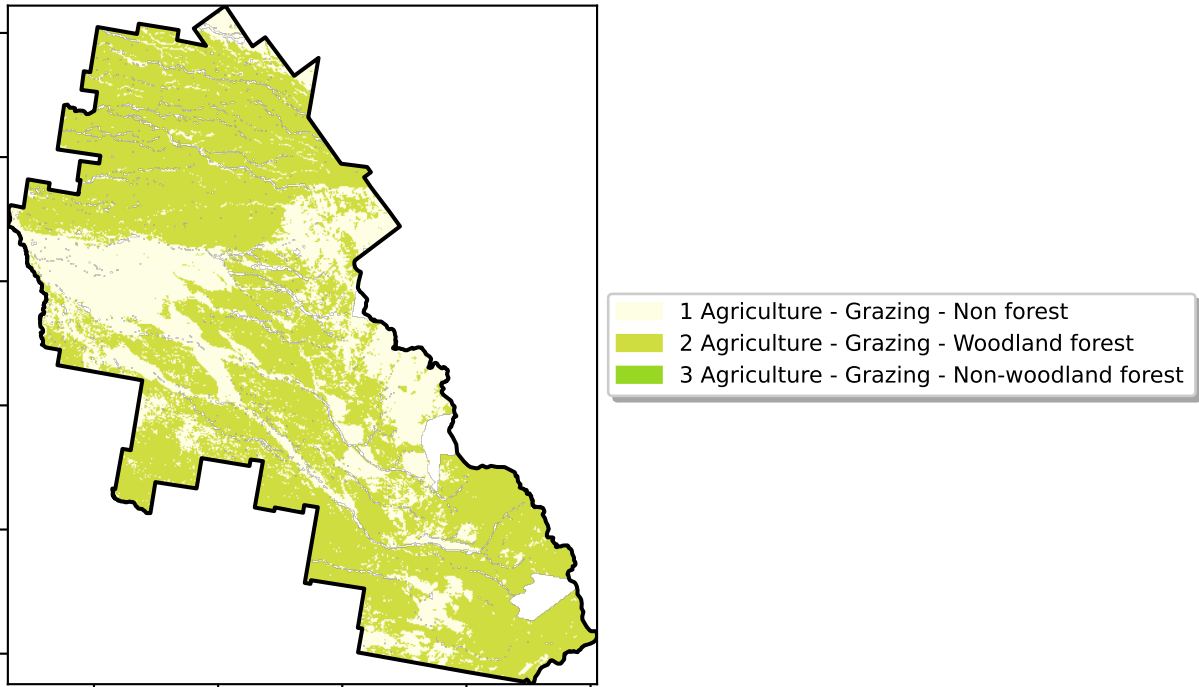 1 Agriculture - Grazing - Non forest
2 Agriculture - Grazing - Woodland forest
3 Agriculture - Grazing - Non-woodland forest